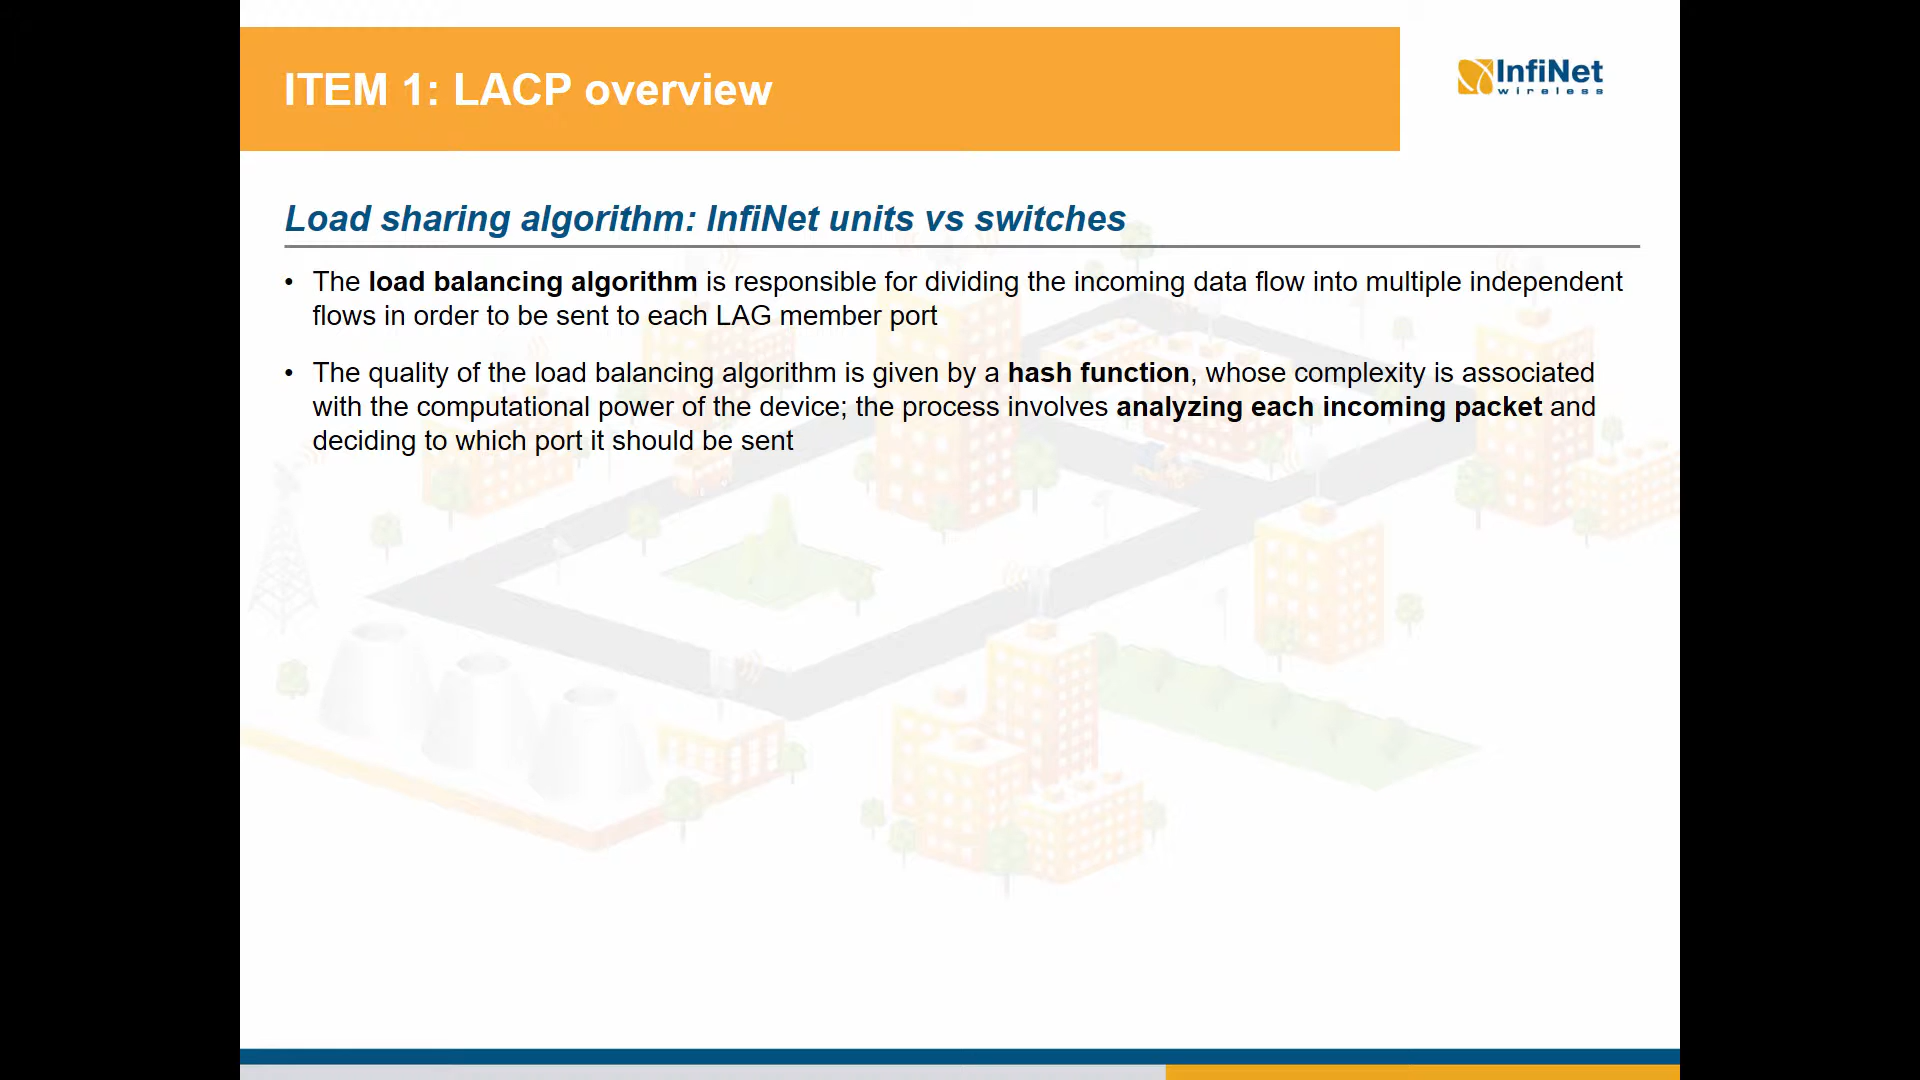 ITEM 1: LACP overview
InfiNet
wireless
Load sharing algorithm: InfiNet units vs switches
• The load balancing algorithm is responsible for dividing the incoming data flow into multiple independent
flows in order to be sent to each LAG member port
• The quality of the load balancing algorithm is given by a hash function, whose complexity is associated
with the computational power of the device; the process involves analyzing each incoming packet and
deciding to which port it should be sent